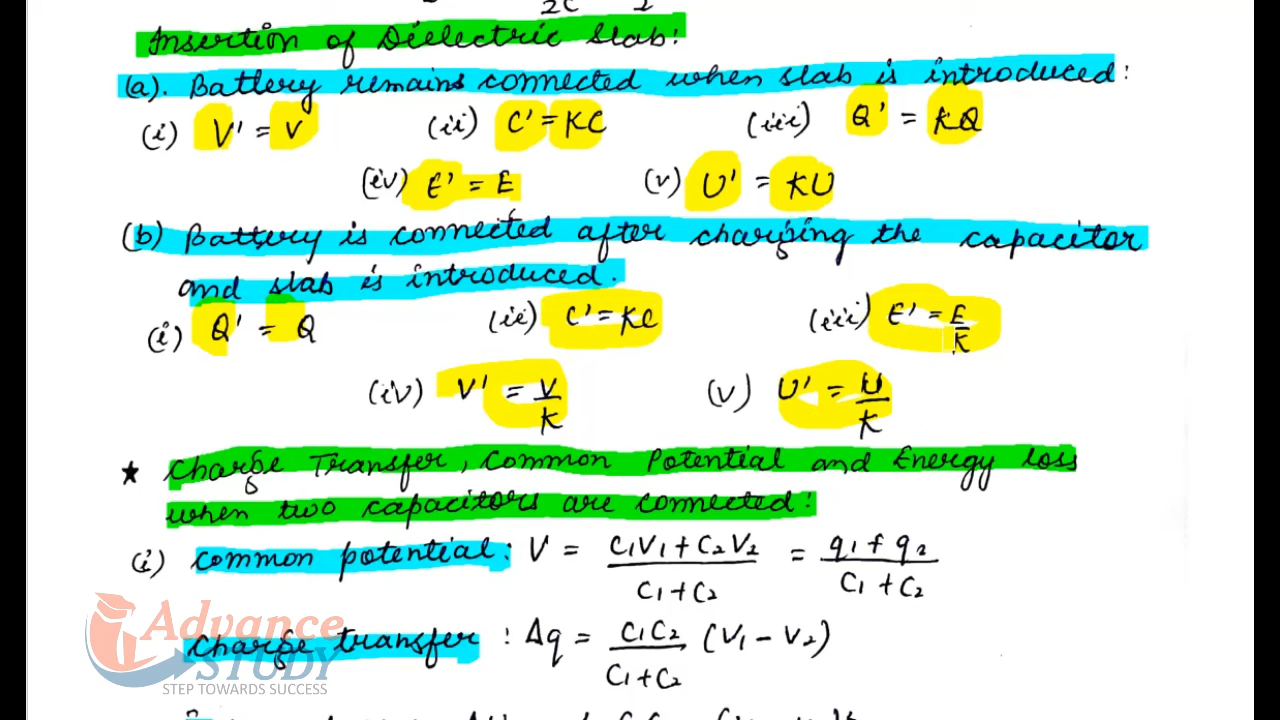 2C 2
Insertion of Dielectric Slab:
(a). Battery remains connected when slab is introduced:
(i) V' = V (ii) C' = KC (iii) Q' = KQ
(iv) E' = E (v) U' = KU
(b) Battery is connected after charging the capacitor
and slab is introduced.
(i) Q' = Q (ii) C' = KC (iii) E' = E/K
(iv) V' = V/K (v) U' = U/K
★ Charge Transfer, Common Potential and Energy loss
when two capacitors are connected:
(i) Common potential: V = C1V1 + C2V2 / C1 + C2 = q1 + q2 / C1 + C2
Charge transfer: Δq = C1C2 / C1 + C2 (V1 - V2)
Advance
STUDY
STEP TOWARDS SUCCESS